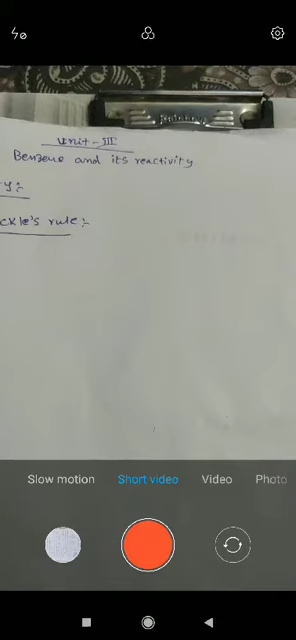 Unit - III
Benzene and its reactivity
y:-
ckle's rule:-
Slow motion Short video Video Photo